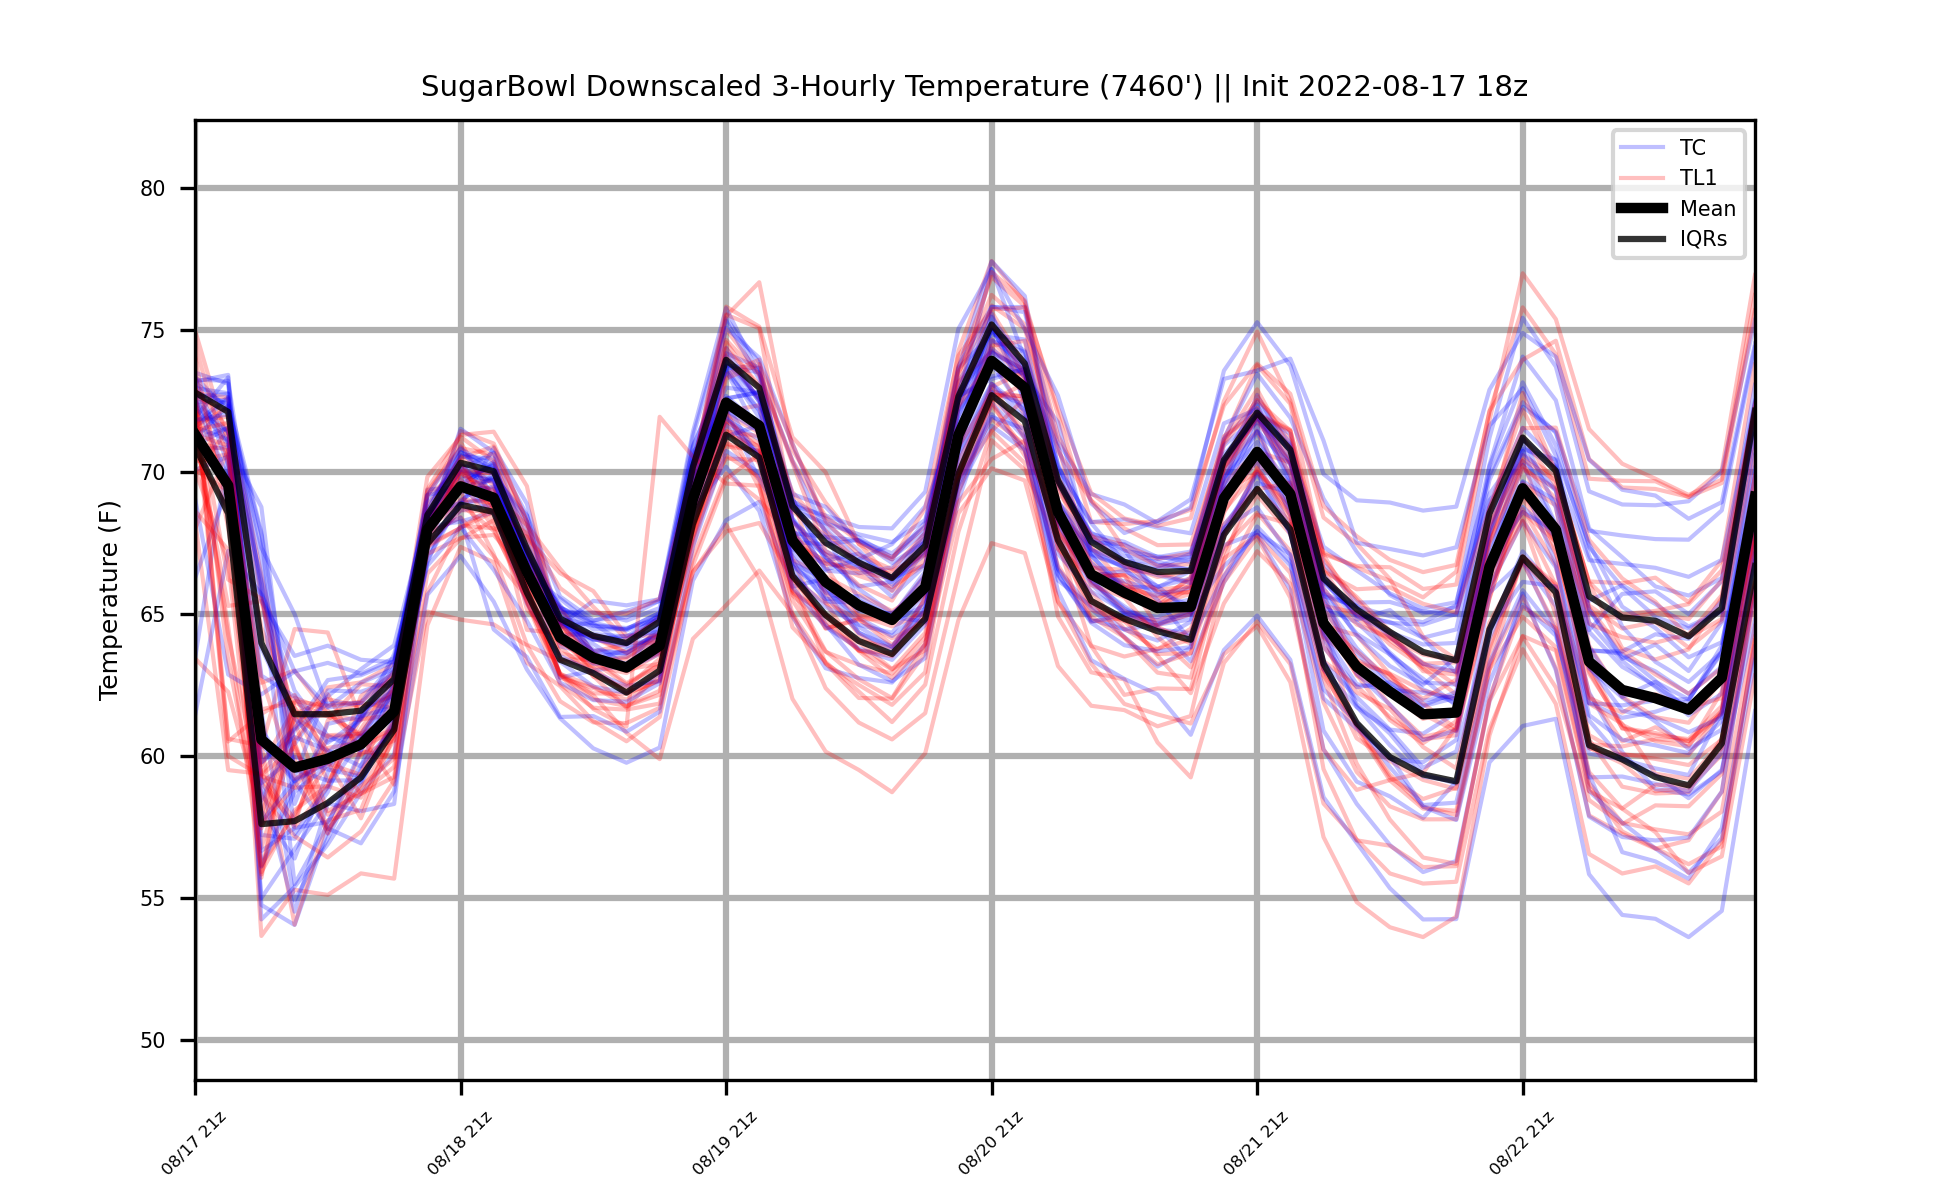 SugarBowl Downscaled 3-Hourly Temperature (7460') || Init 2022-08-17 18z
TC
TL1
Mean
IQRs
Temperature (F)
80
75
70
65
60
55
50
08/17 21z
08/18 21z
08/19 21z
08/20 21z
08/21 21z
08/22 21z